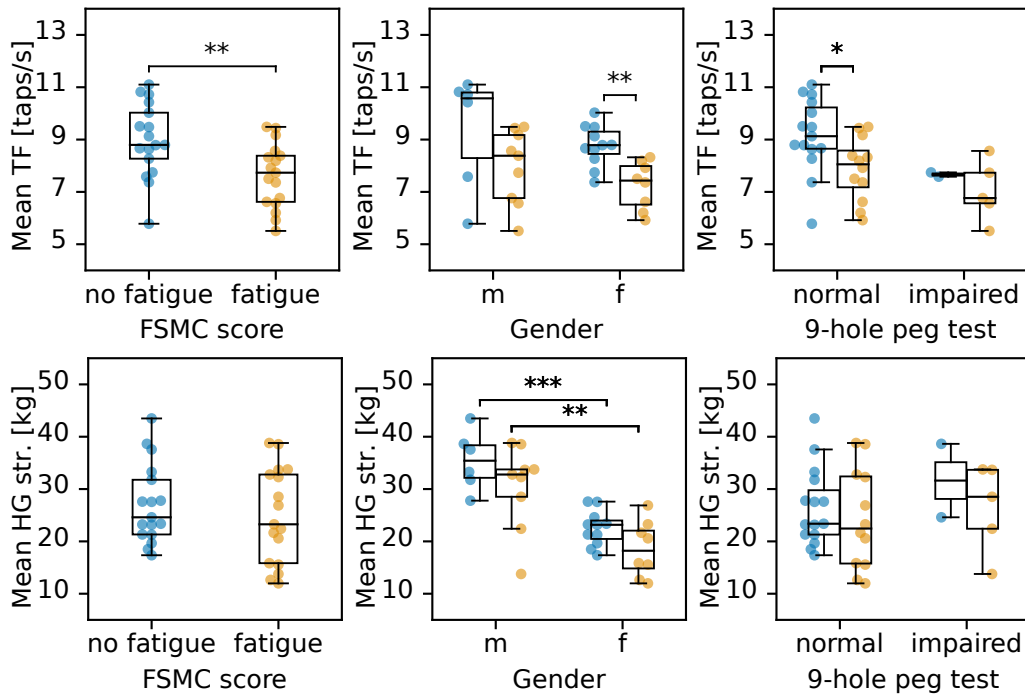 Mean TF [taps/s]
13
11
9
7
5
**
no fatigue fatigue
FSMC score
Mean TF [taps/s]
13
11
9
7
5
**
m f
Gender
Mean TF [taps/s]
13
11
9
7
5
*
normal impaired
9-hole peg test
Mean HG str. [kg]
50
40
30
20
10
no fatigue fatigue
FSMC score
Mean HG str. [kg]
50
40
30
20
10
***
**
m f
Gender
Mean HG str. [kg]
50
40
30
20
10
normal impaired
9-hole peg test